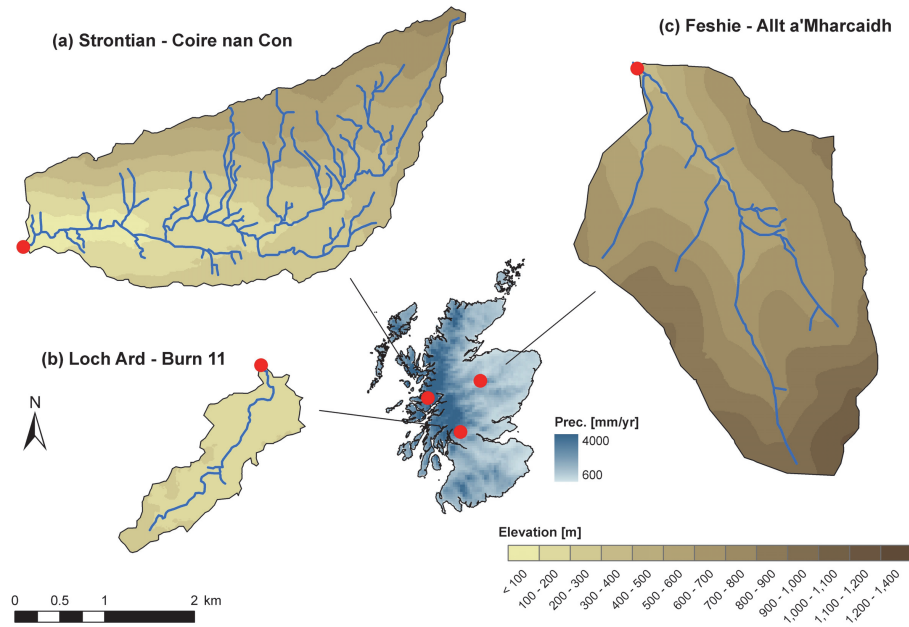 (a) Strontian - Coire nan Con
(c) Feshie - Allt a'Mharcaidh
(b) Loch Ard - Burn 11
N
Prec. [mm/yr]
4000
600
Elevation [m]
< 100
100 - 200
200 - 300
300 - 400
400 - 500
500 - 600
600 - 700
700 - 800
800 - 900
900 - 1,000
1,000 - 1,100
1,100 - 1,200
1,200 - 1,400
0 0.5 1 2 km